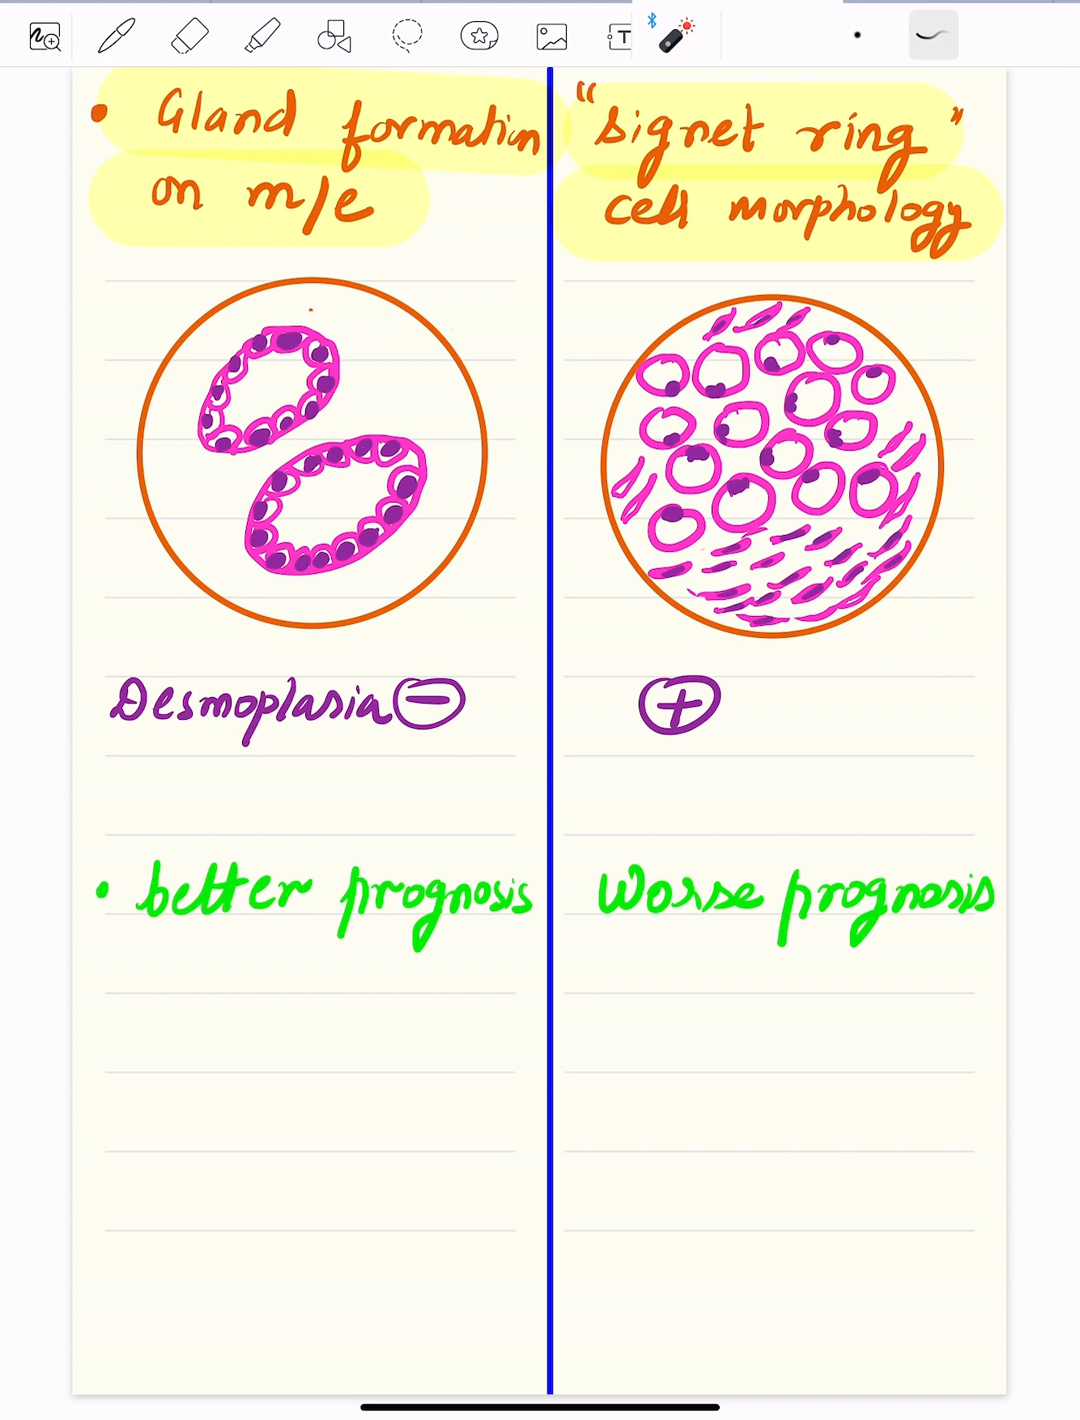 • Gland formation
on m/e
"Signet ring"
cell morphology
Desmoplasia ⊖
⊕
• better prognosis
Worse prognosis